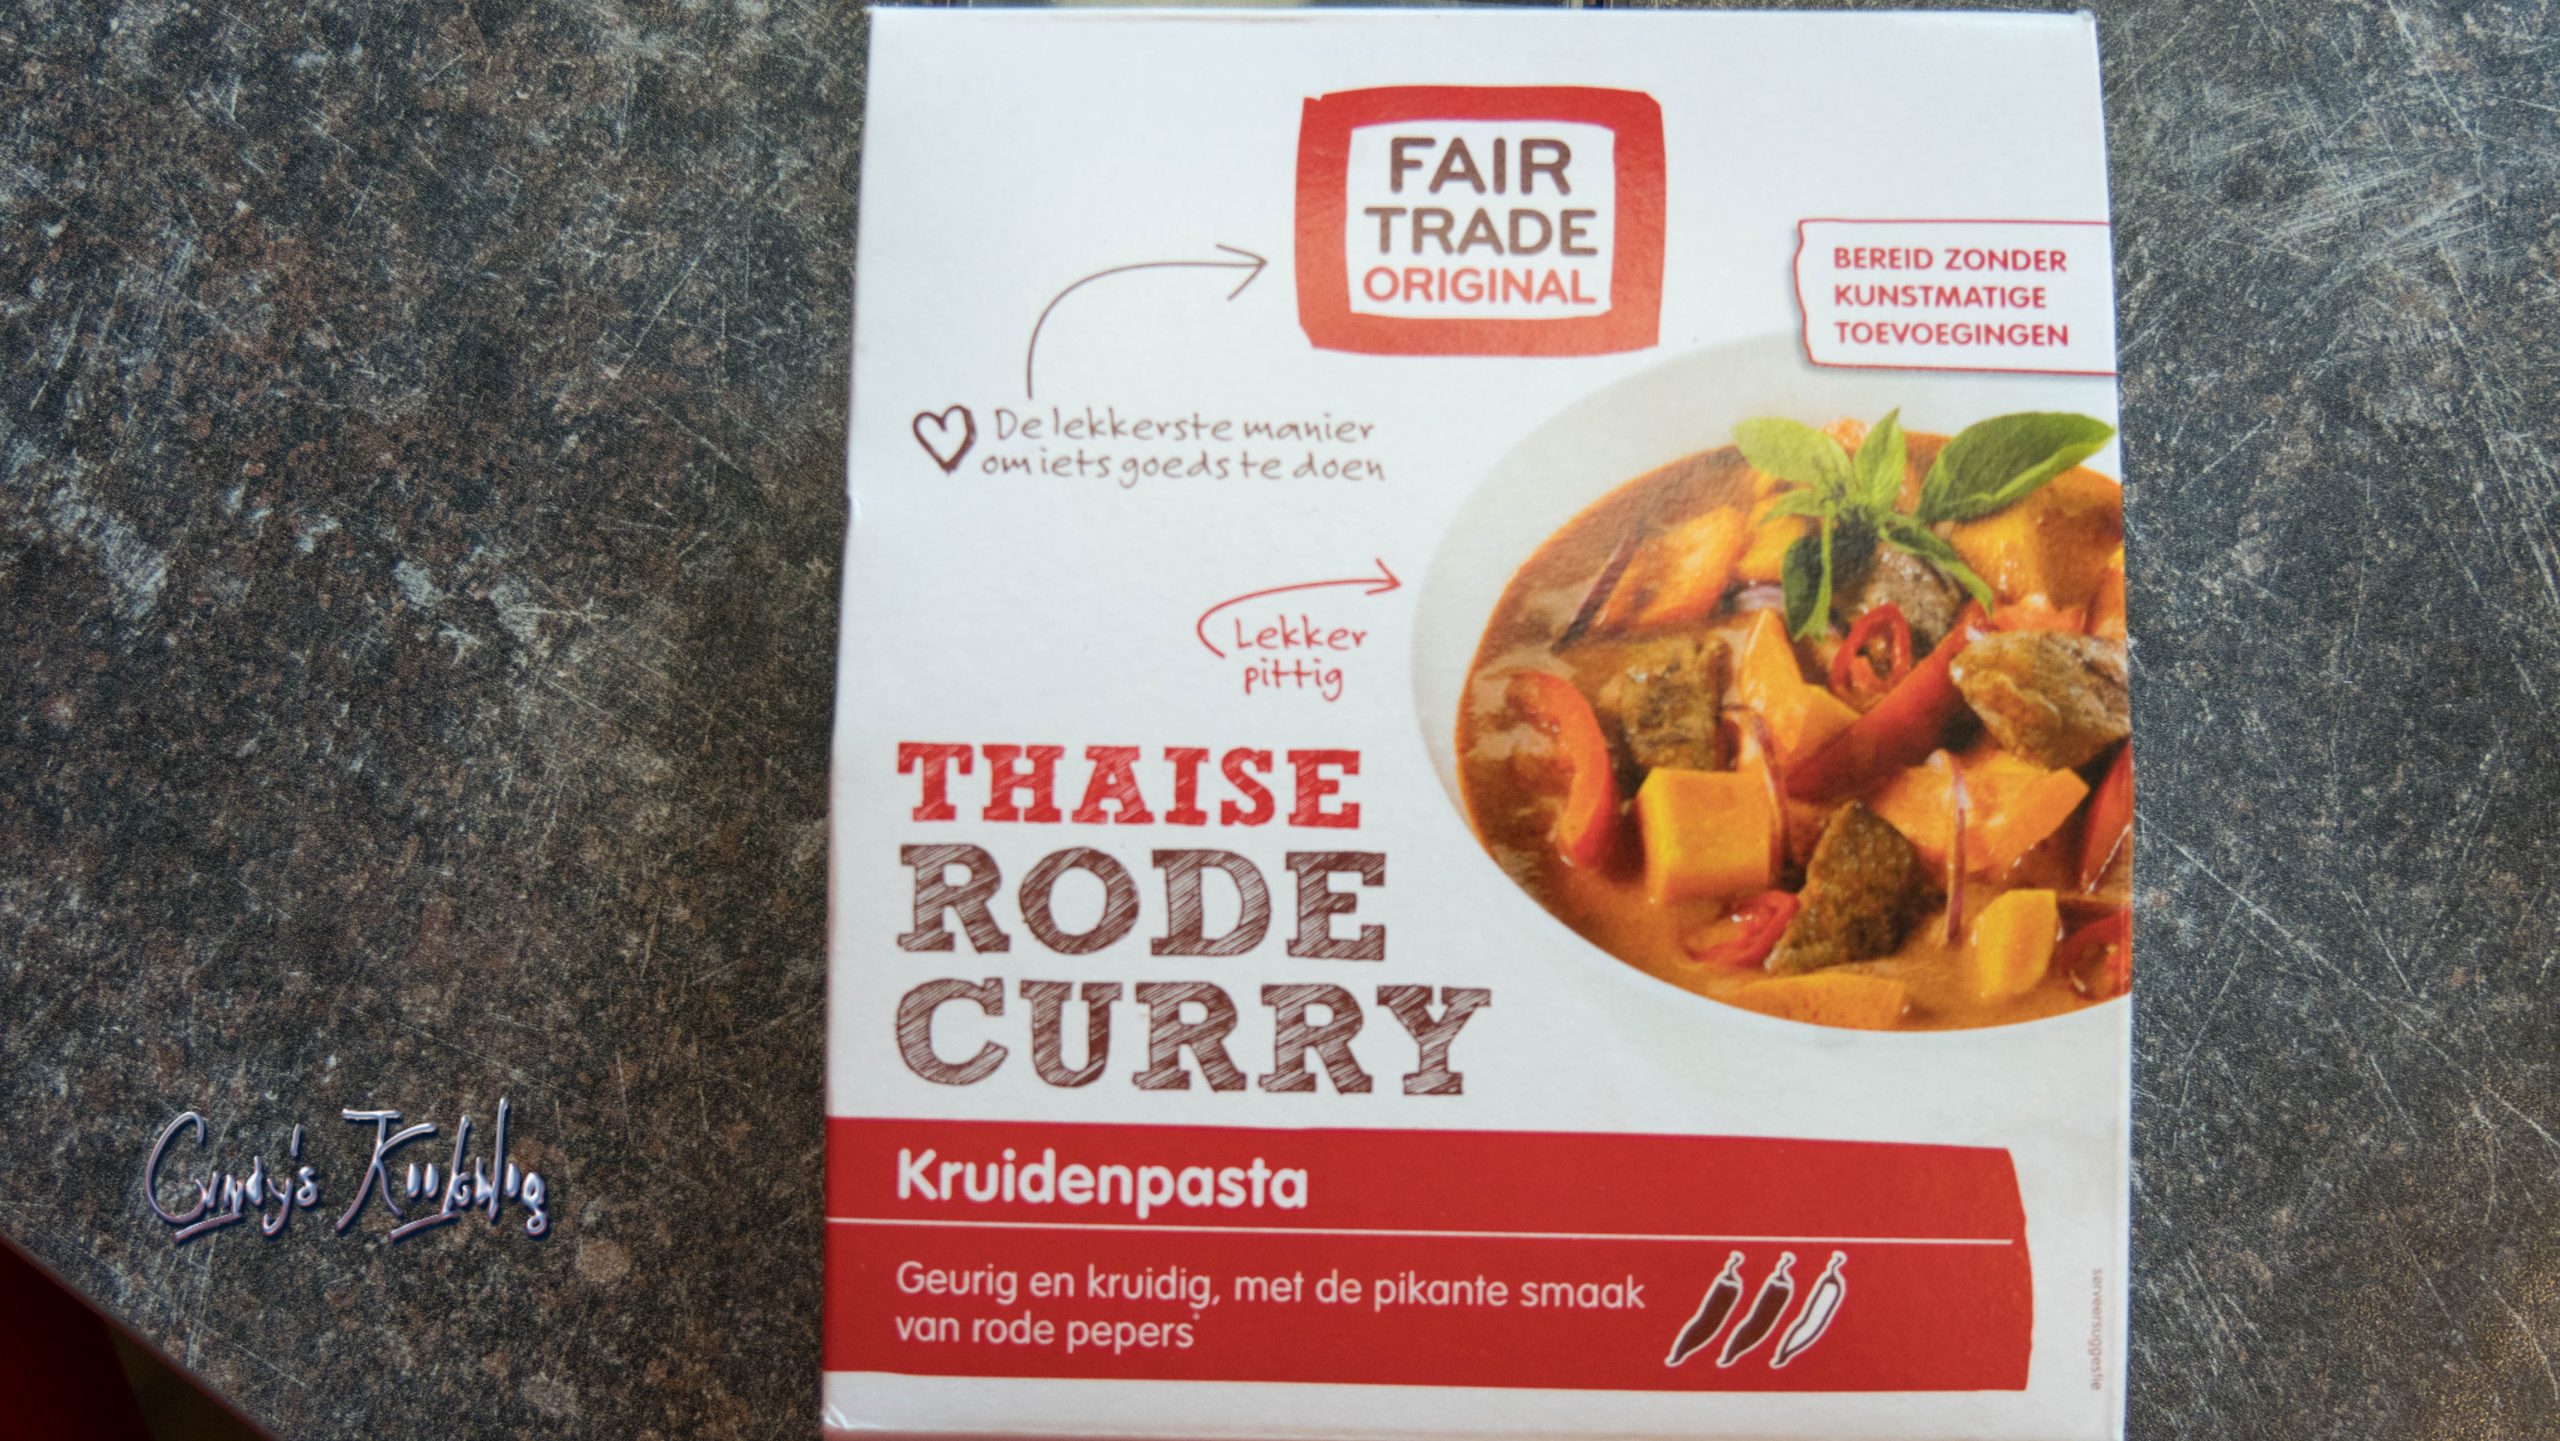 FAIR
TRADE
ORIGINAL
BEREID ZONDER
KUNSTMATIGE
TOEVOEGINGEN
De lekkerste manier
om iets goeds te doen
Lekker
pittig
THAISE
RODE
CURRY
Kruidenpasta
Geurig en kruidig, met de pikante smaak
van rode pepers*
serveersuggestie
Cyndy's Kookblog